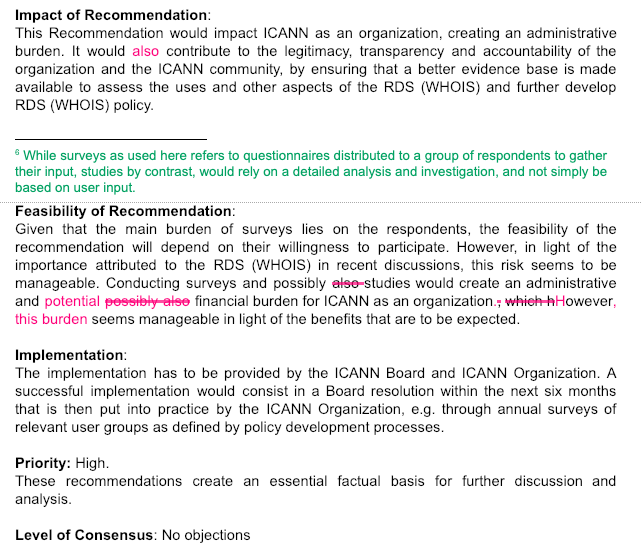 Impact of Recommendation:
This Recommendation would impact ICANN as an organization, creating an administrative
burden. It would also contribute to the legitimacy, transparency and accountability of the
organization and the ICANN community, by ensuring that a better evidence base is made
available to assess the uses and other aspects of the RDS (WHOIS) and further develop
RDS (WHOIS) policy.
6 While surveys as used here refers to questionnaires distributed to a group of respondents to gather
their input, studies by contrast, would rely on a detailed analysis and investigation, and not simply be
based on user input.
Feasibility of Recommendation:
Given that the main burden of surveys lies on the respondents, the feasibility of the
recommendation will depend on their willingness to participate. However, in light of the
importance attributed to the RDS (WHOIS) in recent discussions, this risk seems to be
manageable. Conducting surveys and possibly also studies would create an administrative
and potential possibly also financial burden for ICANN as an organization., which hHowever,
this burden seems manageable in light of the benefits that are to be expected.
Implementation:
The implementation has to be provided by the ICANN Board and ICANN Organization. A
successful implementation would consist in a Board resolution within the next six months
that is then put into practice by the ICANN Organization, e.g. through annual surveys of
relevant user groups as defined by policy development processes.
Priority: High.
These recommendations create an essential factual basis for further discussion and
analysis.
Level of Consensus: No objections